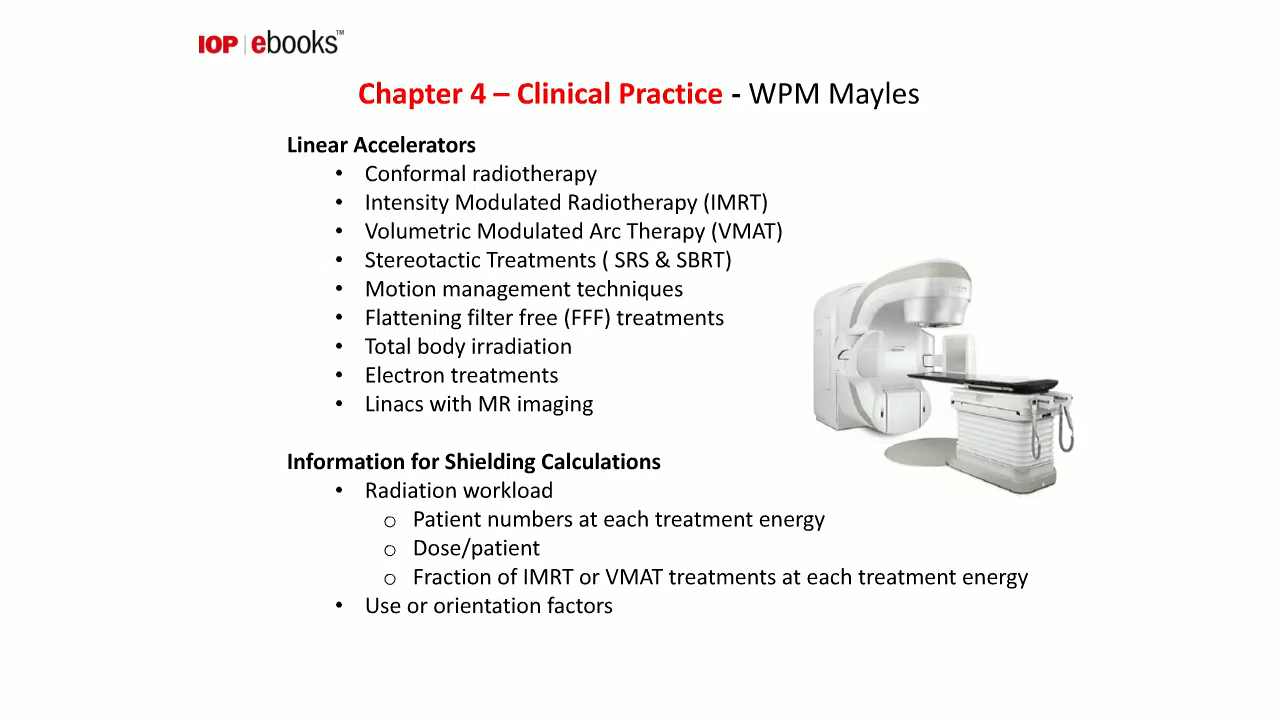 IOP | ebooks™
Chapter 4 – Clinical Practice - WPM Mayles
Linear Accelerators
• Conformal radiotherapy
• Intensity Modulated Radiotherapy (IMRT)
• Volumetric Modulated Arc Therapy (VMAT)
• Stereotactic Treatments ( SRS & SBRT)
• Motion management techniques
• Flattening filter free (FFF) treatments
• Total body irradiation
• Electron treatments
• Linacs with MR imaging
Information for Shielding Calculations
• Radiation workload
o Patient numbers at each treatment energy
o Dose/patient
o Fraction of IMRT or VMAT treatments at each treatment energy
• Use or orientation factors